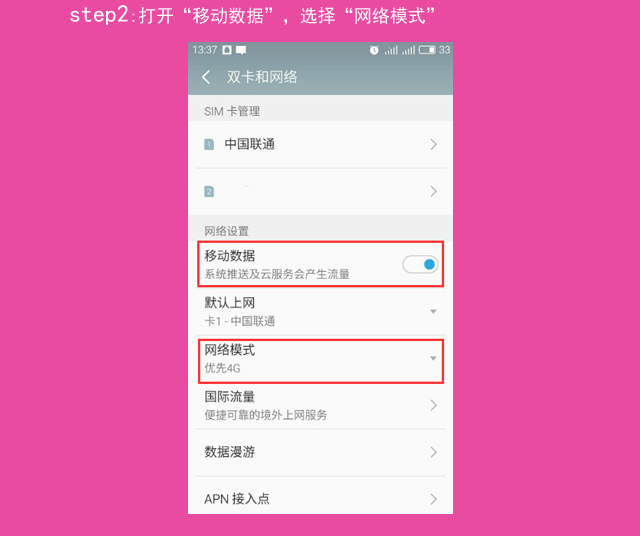 step2:打开“移动数据”，选择“网络模式”
13:37 33
双卡和网络
SIM 卡管理
1 中国联通
2
网络设置
移动数据
系统推送及云服务会产生流量
默认上网
卡1 - 中国联通
网络模式
优先4G
国际流量
便捷可靠的境外上网服务
数据漫游
APN 接入点